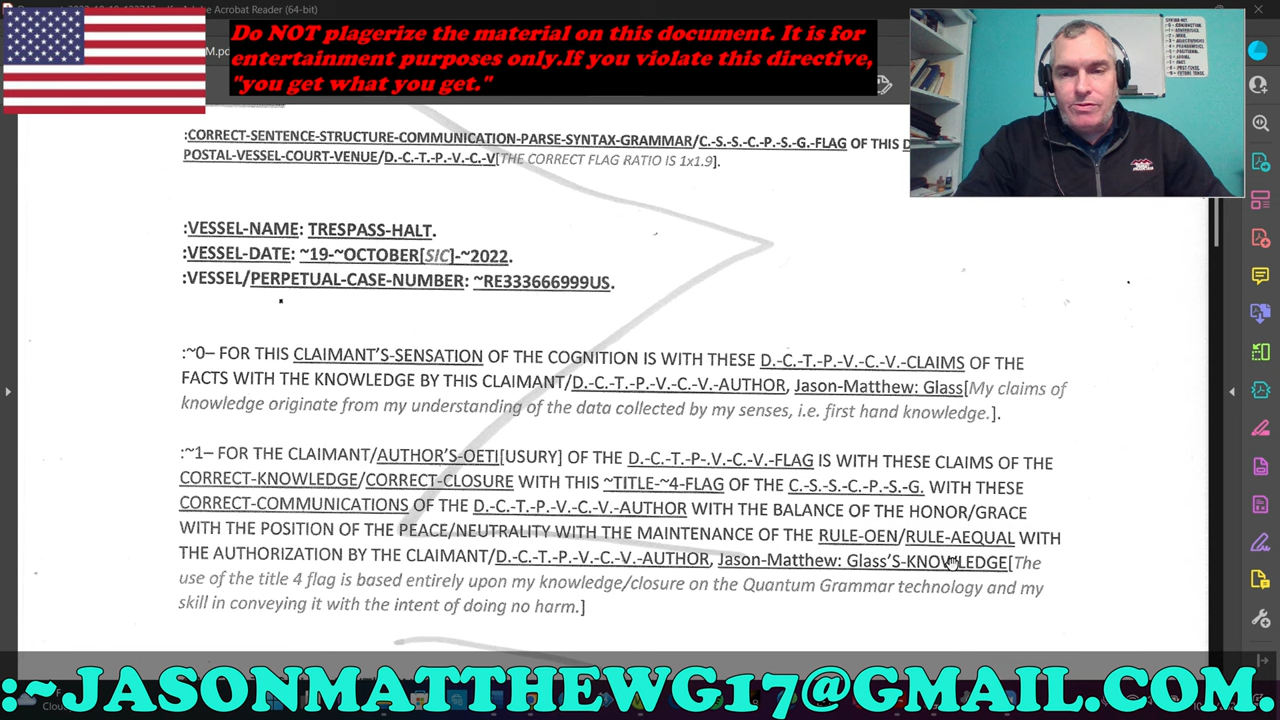 (64-bit)
Do NOT plagerize the material on this document. It is for
entertainment purposes only.If you violate this directive,
"you get what you get.
:CORRECT-SENTENCE-STRUCTURE-COMMUNICATION-PARSE-SYNTAX-GRAMMAR/C.-S.-S.-C.-P.-S.-G.-FLAG OF THIS
POSTAL-VESSEL-COURT-VENUE/D.-C.-T.-P.-V.-C.-V[THE CORRECT FLAG RATIO IS 1x1.9].
:VESSEL-NAME: TRESPASS-HALT.
:VESSEL-DATE: ~19-~OCTOBER[SIC]-~2022.
:VESSEL/PERPETUAL-CASE-NUMBER: ~RE333666999US.
:~0– FOR THIS CLAIMANT'S-SENSATION OF THE COGNITION IS WITH THESE D.-C.-T.-P.-V.-C.-V.-CLAIMS OF THE
FACTS WITH THE KNOWLEDGE BY THIS CLAIMANT/D.-C.-T.-P.-V.-C.-V.-AUTHOR, Jason-Matthew: Glass[My claims of
knowledge originate from my understanding of the data collected by my senses, i.e. first hand knowledge.].
:~1– FOR THE CLAIMANT/AUTHOR'S-OETI[USURY] OF THE D.-C.-T.-P-.V.-C.-V.-FLAG IS WITH THESE CLAIMS OF THE
CORRECT-KNOWLEDGE/CORRECT-CLOSURE WITH THIS ~TITLE-~4-FLAG OF THE C.-S.-S.-C.-P.-S.-G. WITH THESE
CORRECT-COMMUNICATIONS OF THE D.-C.-T.-P.-V.-C.-V.-AUTHOR WITH THE BALANCE OF THE HONOR/GRACE
WITH THE POSITION OF THE PEACE/NEUTRALITY WITH THE MAINTENANCE OF THE RULE-OEN/RULE-AEQUAL WITH
THE AUTHORIZATION BY THE CLAIMANT/D.-C.-T.-P.-V.-C.-V.-AUTHOR, Jason-Matthew: Glass'S-KNOWLEDGE[The
use of the title 4 flag is based entirely upon my knowledge/closure on the Quantum Grammar technology and my
skill in conveying it with the intent of doing no harm.]
:~JASONMATTHEWG17@GMAIL.COM.